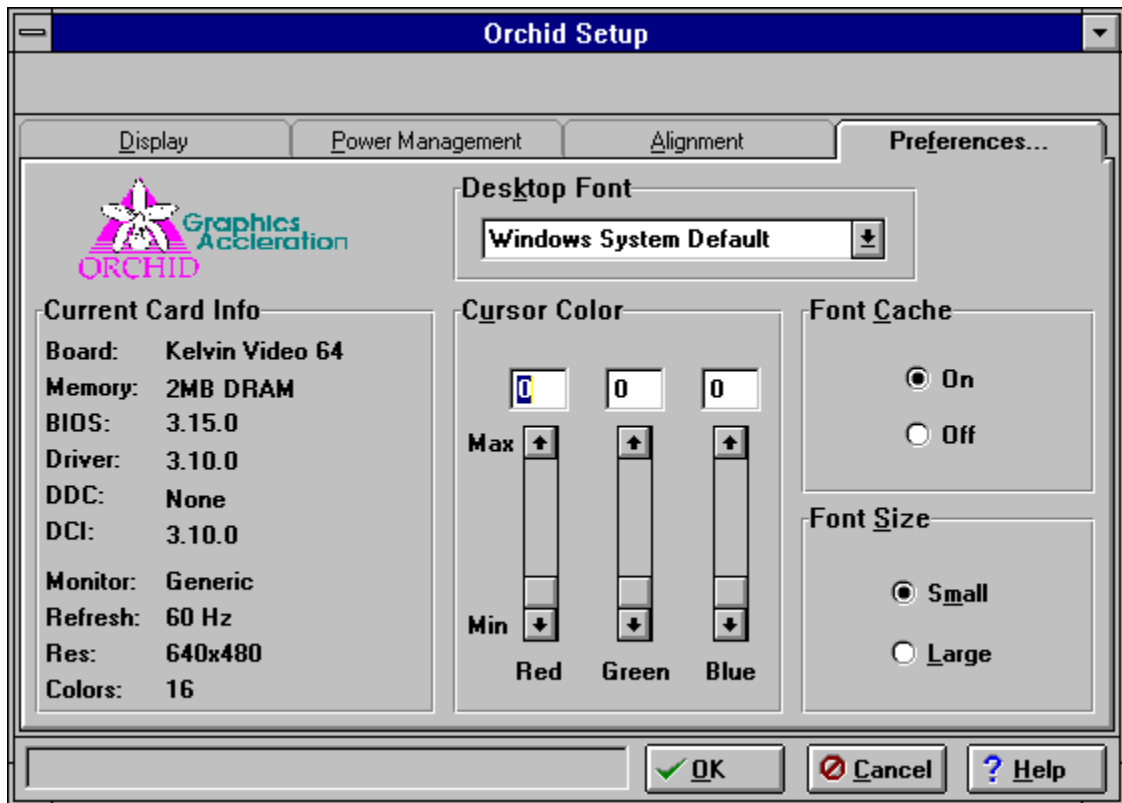 Orchid Setup
Display
Power Management
Alignment
Preferences...
Graphics
Accleration
ORCHID
Desktop Font
Windows System Default
Current Card Info
Board: Kelvin Video 64
Memory: 2MB DRAM
BIOS: 3.15.0
Driver: 3.10.0
DDC: None
DCI: 3.10.0
Monitor: Generic
Refresh: 60 Hz
Res: 640x480
Colors: 16
Cursor Color
0 0 0
Max
Min
Red Green Blue
Font Cache
On
Off
Font Size
Small
Large
OK
Cancel
? Help